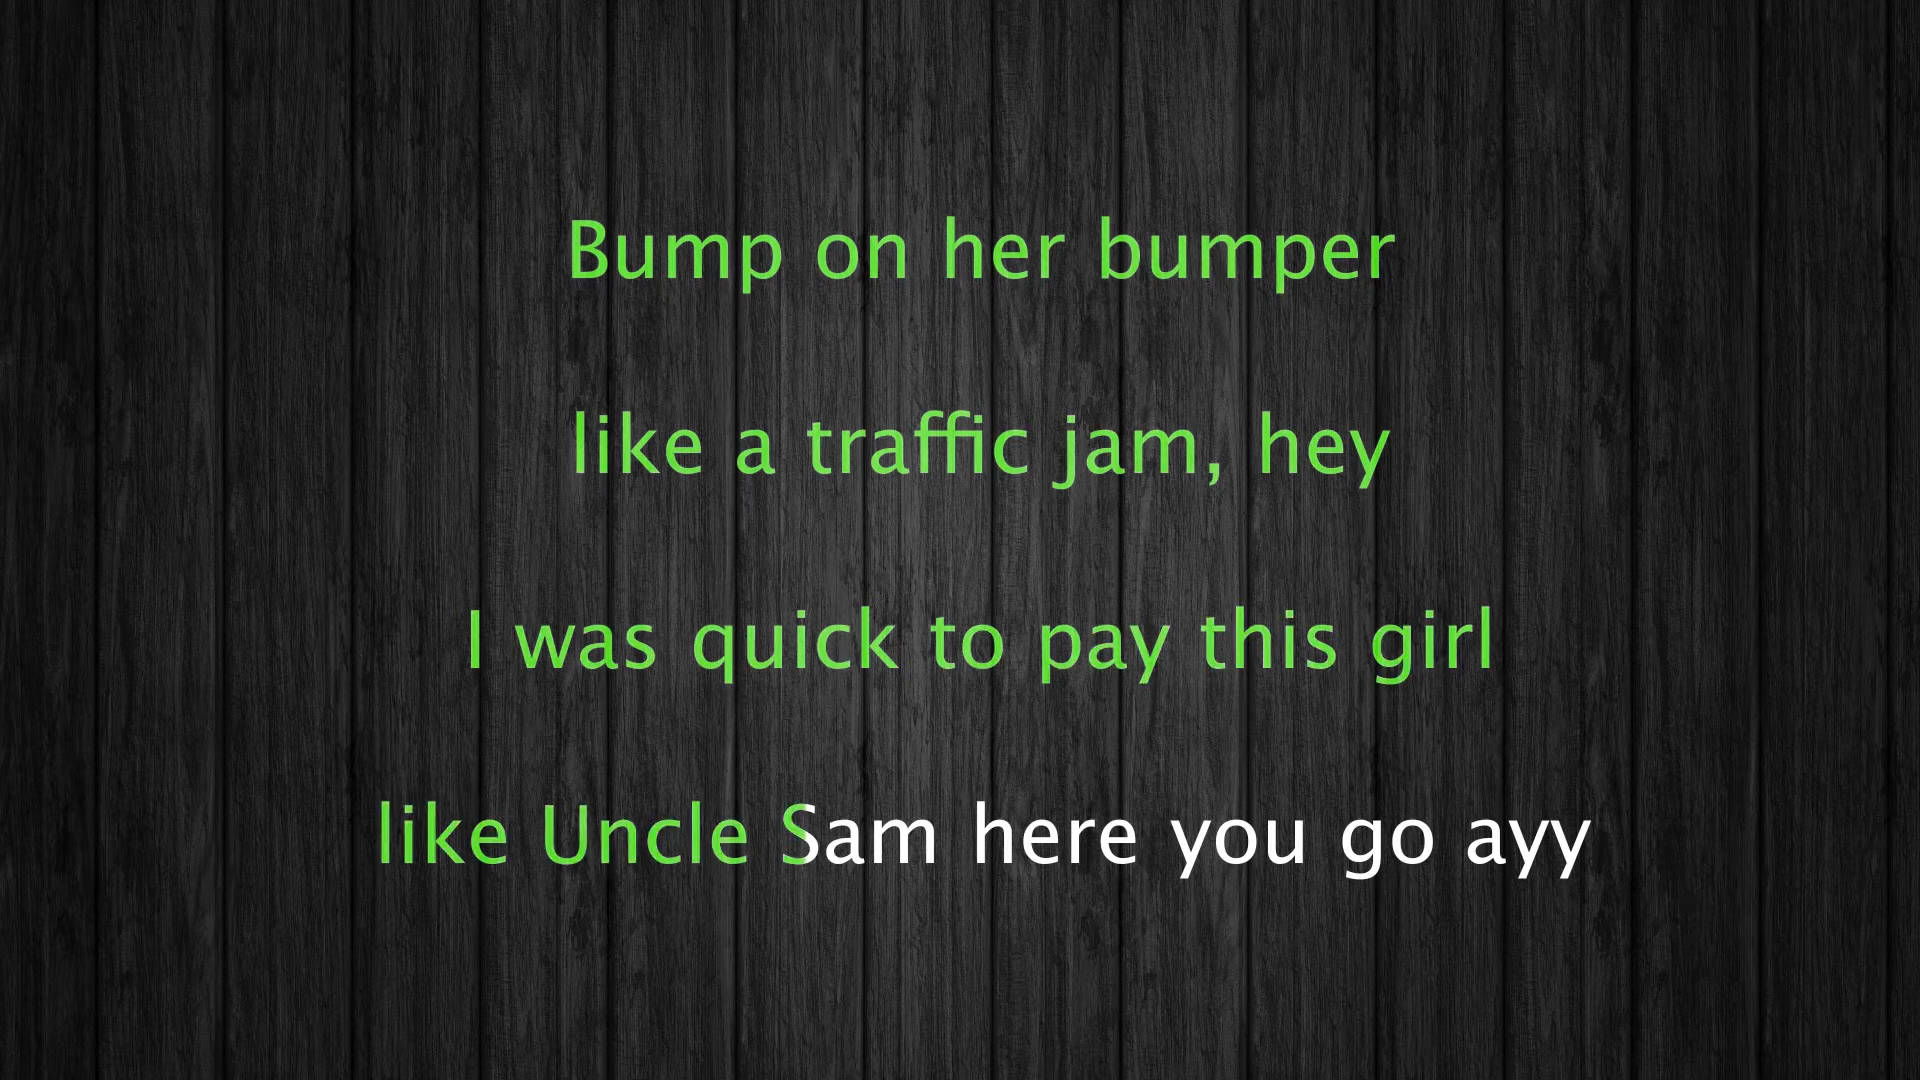 Bump on her bumper
like a traffic jam, hey
I was quick to pay this girl
like Uncle Sam here you go ayy